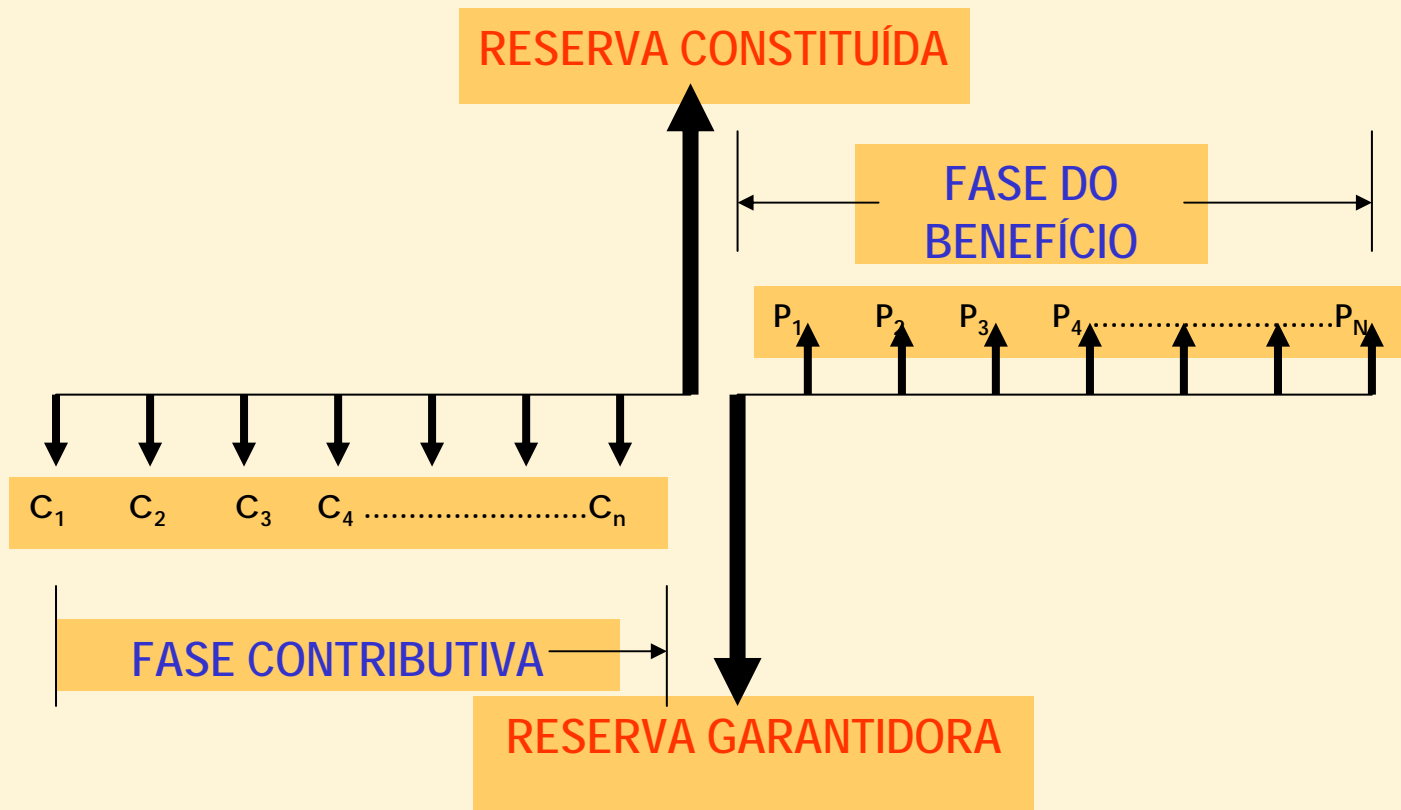 RESERVA CONSTITUÍDA
FASE DO
BENEFÍCIO
P1 P2 P3 P4..........................PN
C1 C2 C3 C4 .........................Cn
FASE CONTRIBUTIVA
RESERVA GARANTIDORA